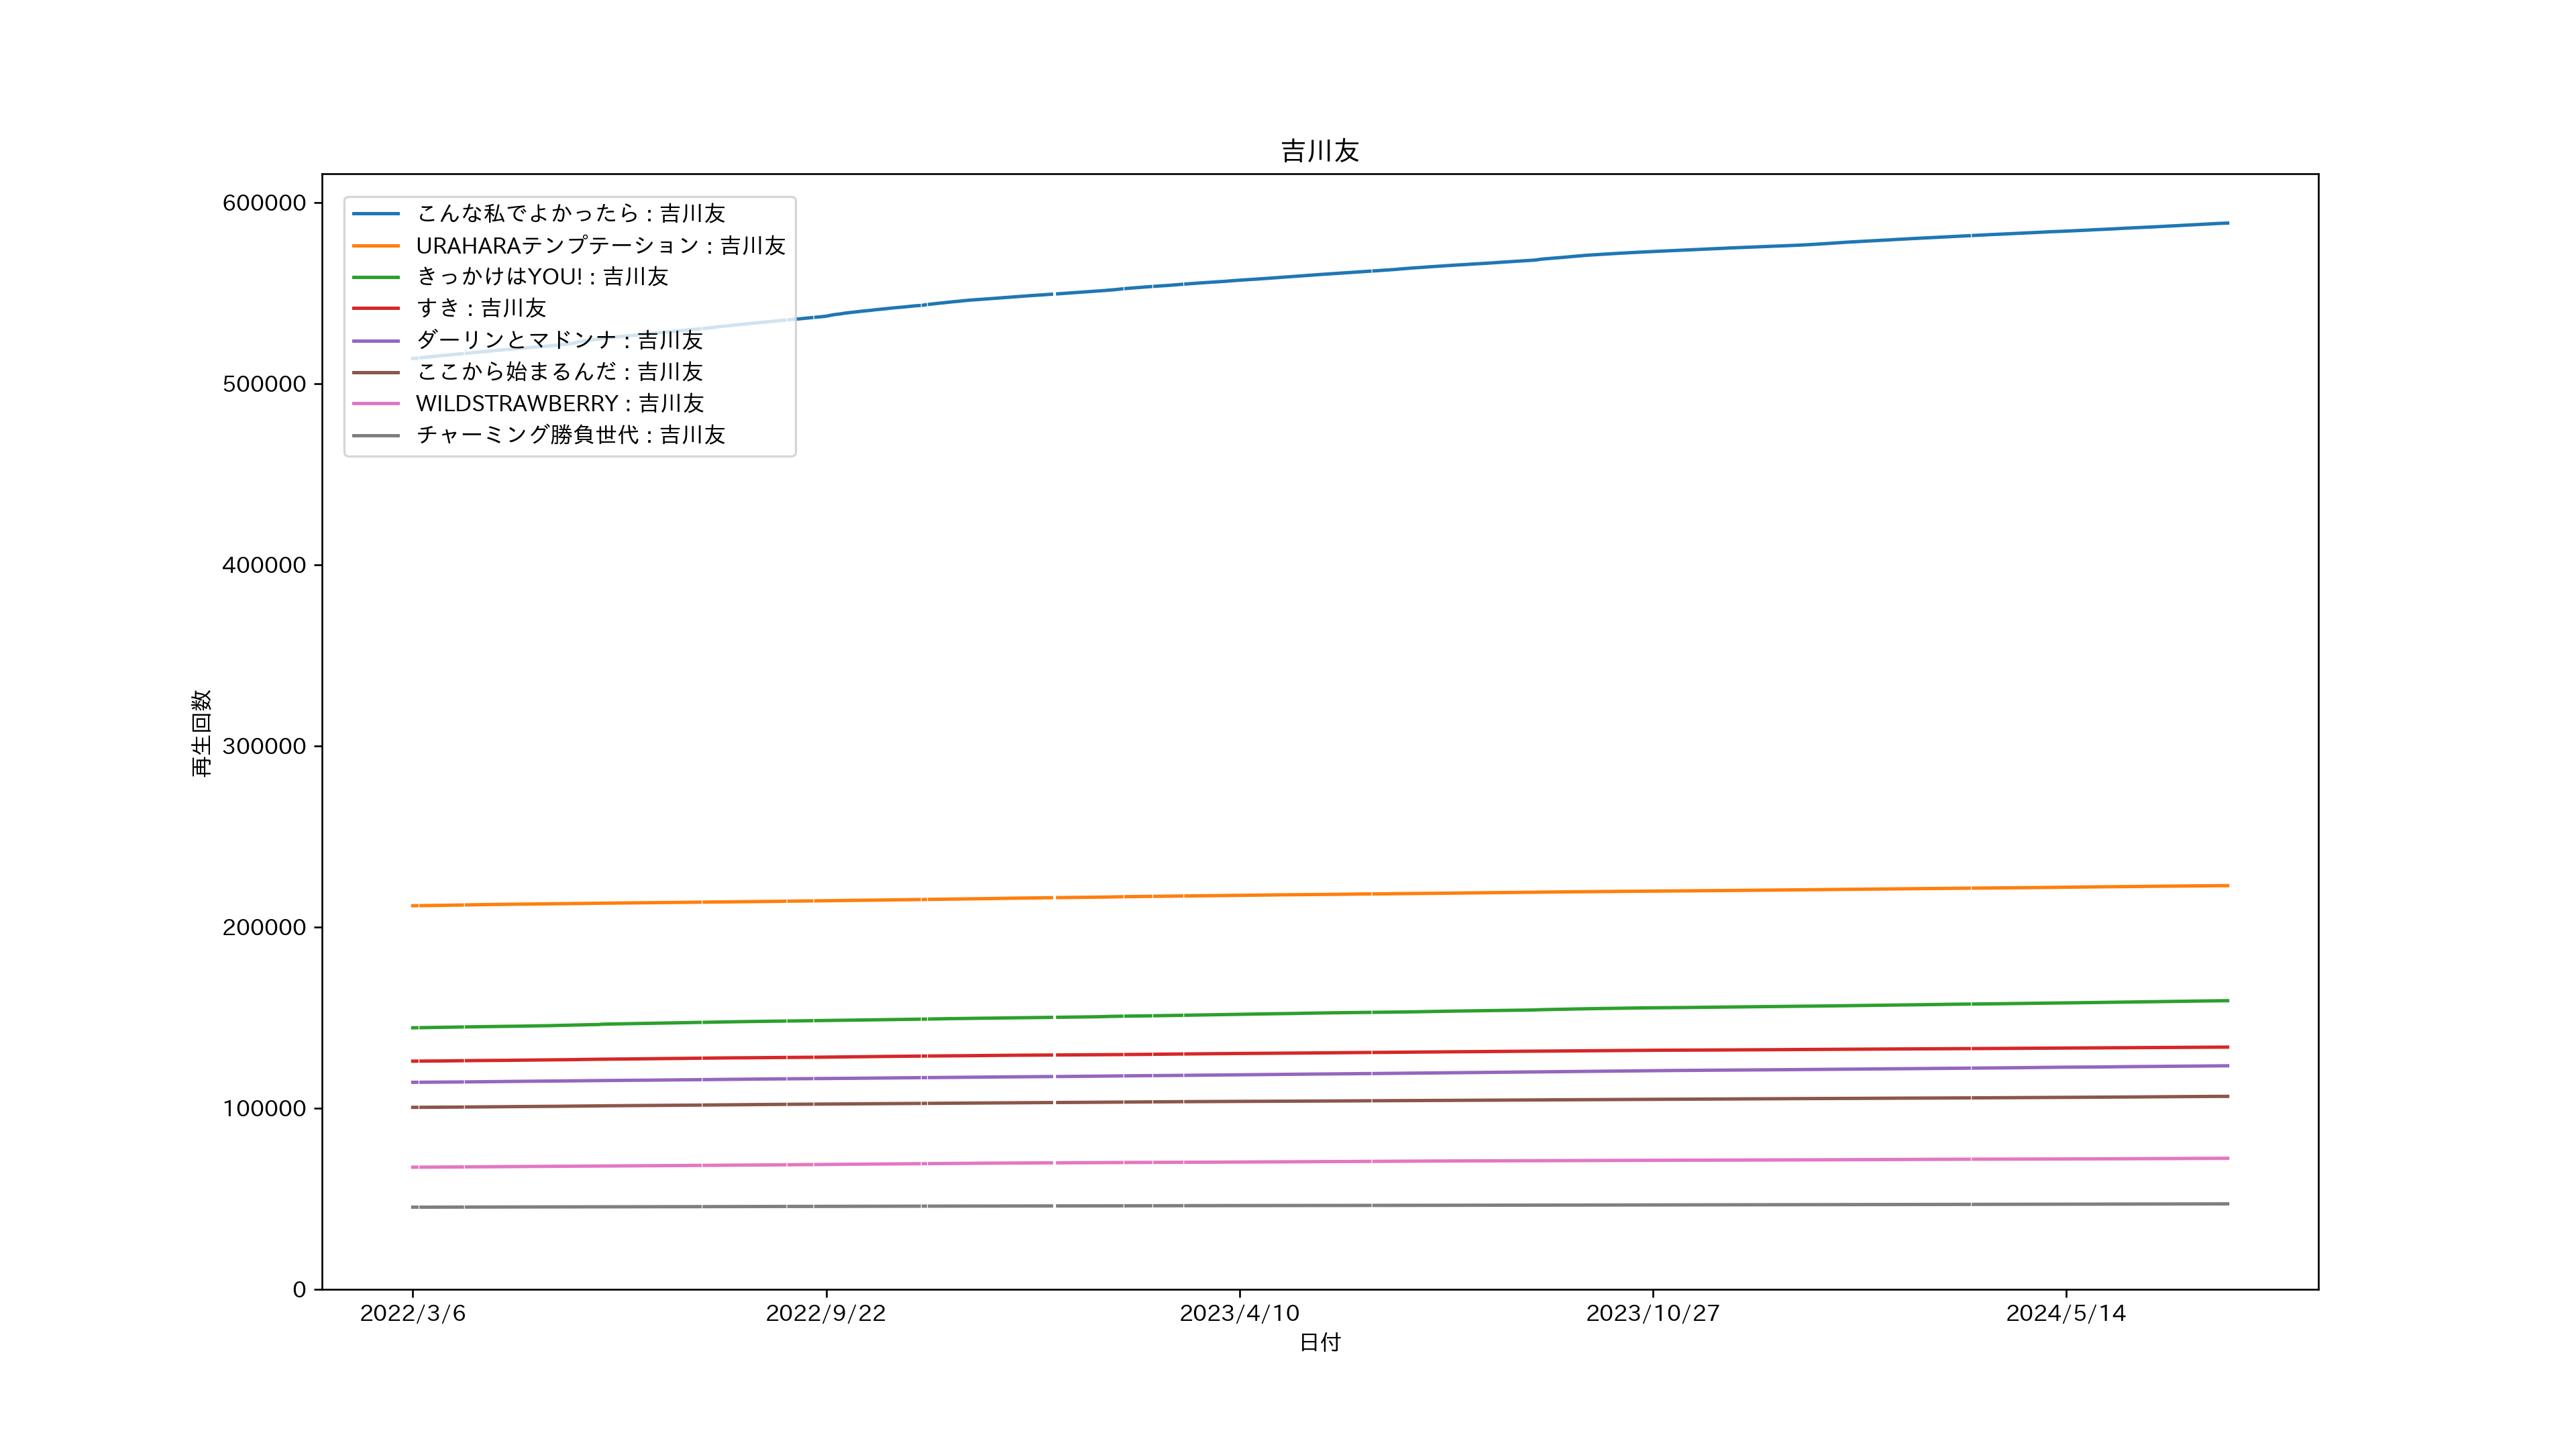 吉川友
600000
500000
400000
300000
200000
100000
0
再生回数
こんな私でよかったら : 吉川友
URAHARAテンプテーション : 吉川友
きっかけはYOU! : 吉川友
すき : 吉川友
ダーリンとマドンナ : 吉川友
ここから始まるんだ : 吉川友
WILDSTRAWBERRY : 吉川友
チャーミング勝負世代 : 吉川友
2022/3/6 2022/9/22 2023/4/10 2023/10/27 2024/5/14
日付